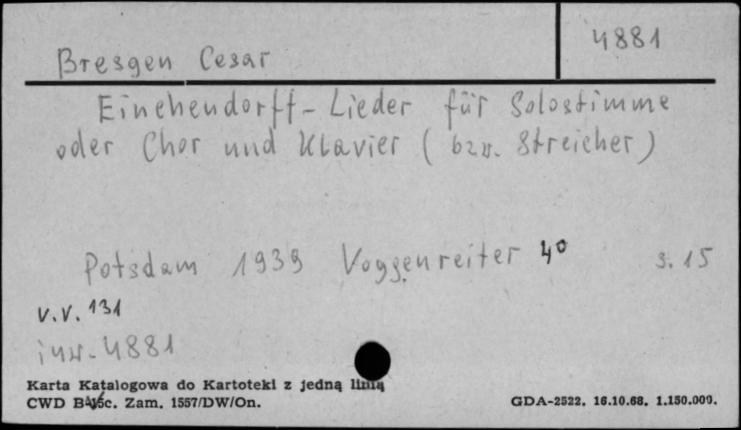 Bresgen Cesar
4881
Einehendorff-Lieder für Solostimme
oder Chor und Klavier (bzw. Streicher)
Potsdam 1939 Voggenreiter 4° s. 15
V.V. 131
inw. 4881
Karta Katalogowa do Kartoteki z jedną linią
CWD Zam. 1557/DW/On.
GDA-2522. 16.10.68. 1.150.000.